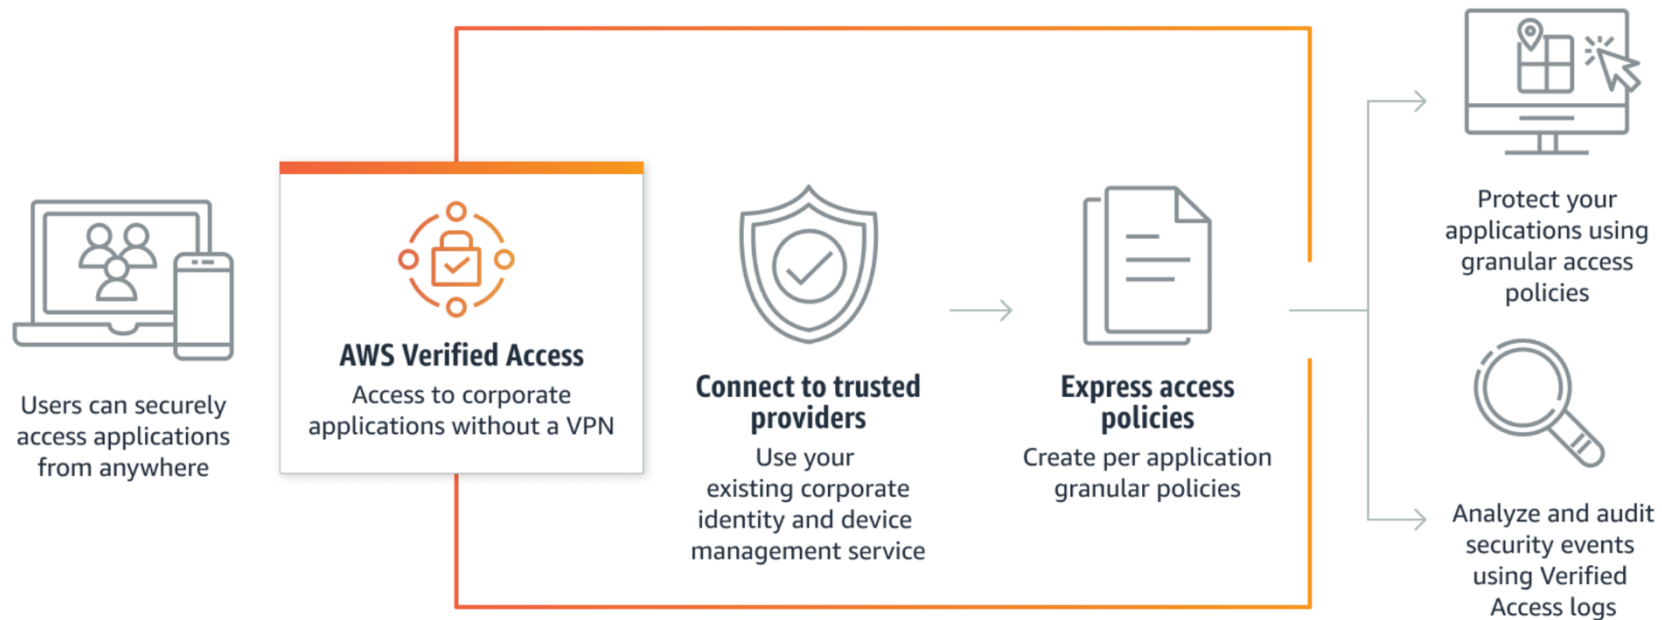 Users can securely
access applications
from anywhere
AWS Verified Access
Access to corporate
applications without a VPN
Connect to trusted
providers
Use your
existing corporate
identity and device
management service
Express access
policies
Create per application
granular policies
Protect your
applications using
granular access
policies
Analyze and audit
security events
using Verified
Access logs